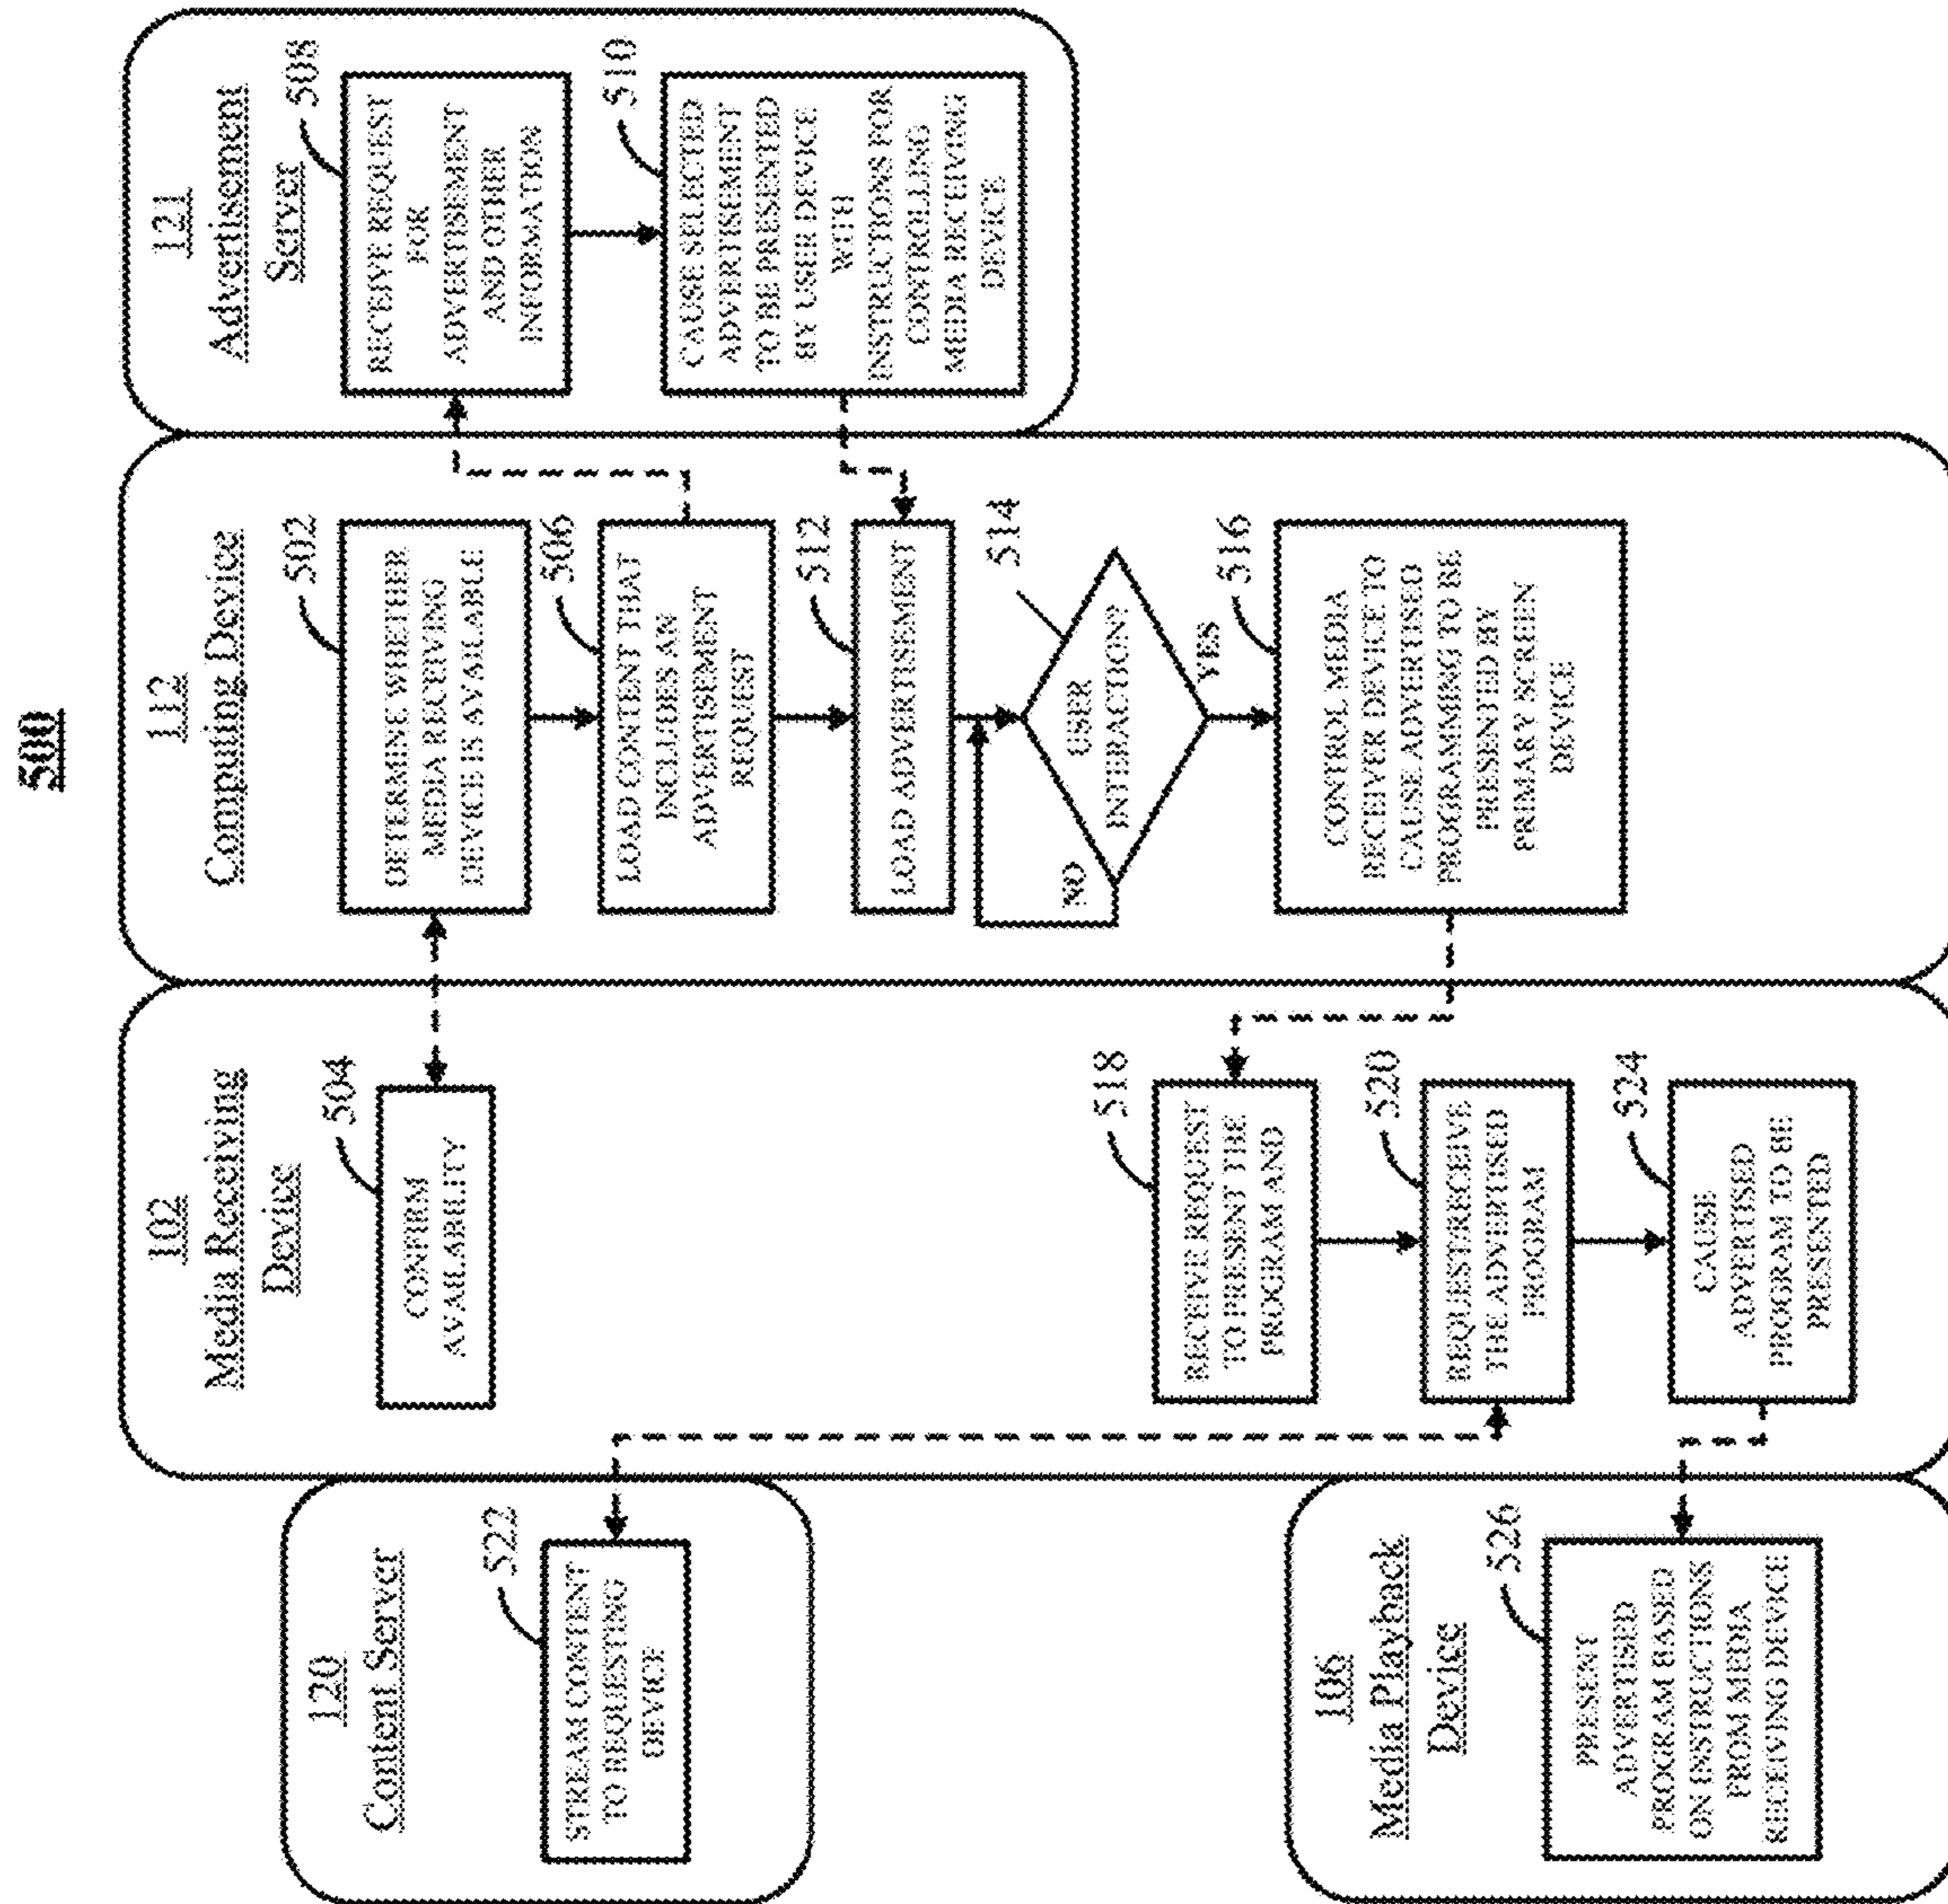 500
120
Content Server
522
STREAM CONTENT
TO REQUESTING
DEVICE
106
Media Playback
Device
526
PRESENT
ADVERTISED
PROGRAM BASED
ON INSTRUCTIONS
FROM MEDIA
RECEIVING DEVICE
102
Media Receiving
Device
504
CONFIRM
AVAILABILITY
518
RECEIVE REQUEST
TO PRESENT THE
PROGRAM AND
520
REQUEST/RECEIVE
THE ADVERTISED
PROGRAM
524
CAUSE
ADVERTISED
PROGRAM TO BE
PRESENTED
112
Computing Device
502
DETERMINE WHETHER
MEDIA RECEIVING
DEVICE IS AVAILABLE
506
LOAD CONTENT THAT
INCLUDES AN
ADVERTISMENT
REQUEST
512
LOAD ADVERTISEMENT
514
USER
INTERACTION?
NO
YES
516
CONTROL MEDIA
RECEIVER DEVICE TO
CAUSE ADVERTISED
PROGRAMMING TO BE
PRESENTED BY
PRIMARY SCREEN
DEVICE
121
Advertisement
Server
508
RECEIVE REQUEST
FOR
ADVERTISEMENT
AND OTHER
INFORMATION
510
CAUSE SELECTED
ADVERTISEMENT
TO BE PRESENTED
BY USER DEVICE
WITH
INSTRUCTIONS FOR
CONTROLLING
MEDIA RECEIVING
DEVICE